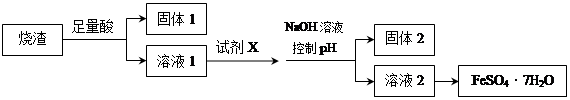 烧渣
足量酸
固体 1
溶液 1
试剂 X
NaOH 溶液
控制 pH
固体 2
溶液 2
FeSO₄・7H₂O